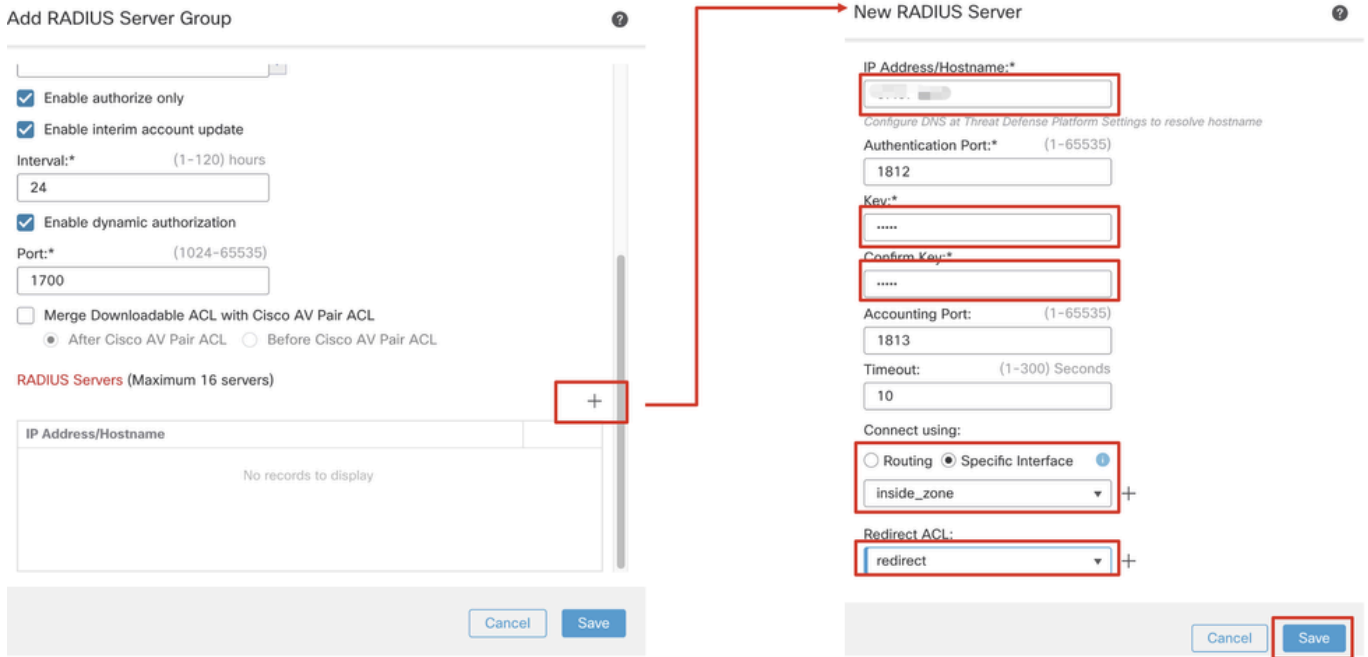 Add RADIUS Server Group
Enable authorize only
Enable interim account update
Interval:* (1-120) hours
24
Enable dynamic authorization
Port:* (1024-65535)
1700
Merge Downloadable ACL with Cisco AV Pair ACL
After Cisco AV Pair ACL Before Cisco AV Pair ACL
RADIUS Servers (Maximum 16 servers)
IP Address/Hostname
No records to display
Cancel Save
New RADIUS Server
IP Address/Hostname:*
Configure DNS at Threat Defense Platform Settings to resolve hostname
Authentication Port:* (1-65535)
1812
Key:*
•••••
Confirm Key:*
•••••
Accounting Port: (1-65535)
1813
Timeout: (1-300) Seconds
10
Connect using:
Routing Specific Interface
inside_zone
Redirect ACL:
redirect
Cancel Save